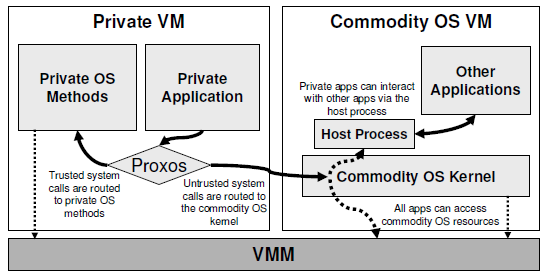 Private VM
Private OS
Methods
Private
Application
Proxos
Trusted system
calls are routed
to private OS
methods
Untrusted system
calls are routed to
the commodity OS
kernel
Commodity OS VM
Private apps can interact
with other apps via the
host process
Other
Applications
Host Process
Commodity OS Kernel
All apps can access
commodity OS resources
VMM